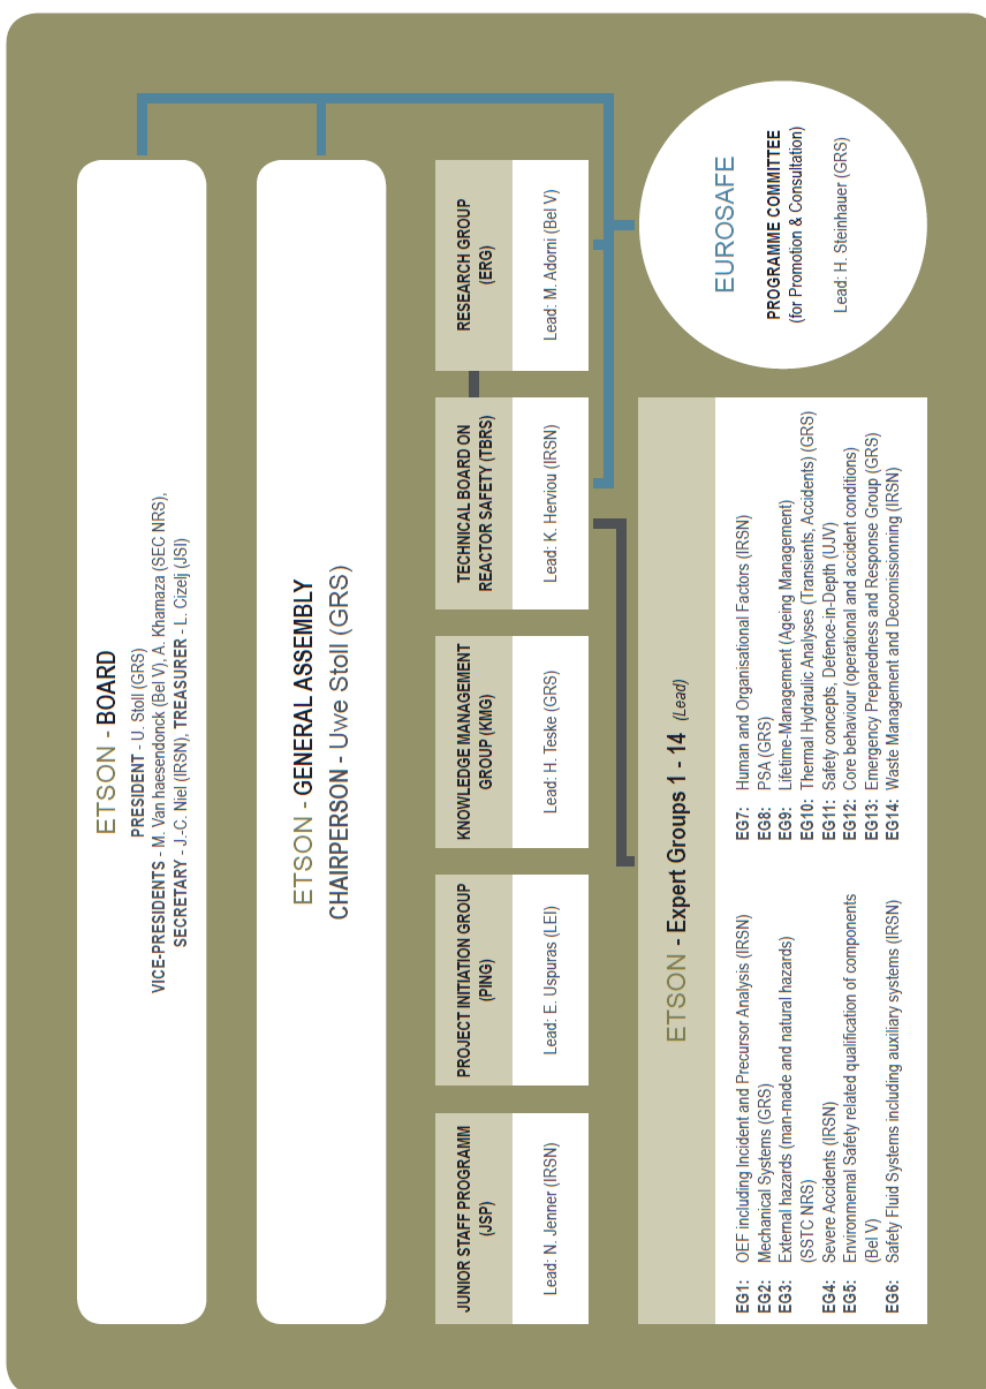 ETSON - BOARD
PRESIDENT - U. Stoll (GRS)
VICE-PRESIDENTS - M. Van haesendonck (Bel V), A. Khamaza (SEC NRS),
SECRETARY - J.-C. Niel (IRSN), TREASURER - L. Cizelj (JSI)
ETSON - GENERAL ASSEMBLY
CHAIRPERSON - Uwe Stoll (GRS)
JUNIOR STAFF PROGRAMM
(JSP)
Lead: N. Jenner (IRSN)
PROJECT INITIATION GROUP
(PING)
Lead: E. Uspuras (LEI)
KNOWLEDGE MANAGEMENT
GROUP (KMG)
Lead: H. Teske (GRS)
TECHNICAL BOARD ON
REACTOR SAFETY (TBRS)
Lead: K. Herviou (IRSN)
RESEARCH GROUP
(ERG)
Lead: M. Adorni (Bel V)
ETSON - Expert Groups 1 - 14 (Lead)
EG1: OEF including Incident and Precursor Analysis (IRSN)
EG2: Mechanical Systems (GRS)
EG3: External hazards (man-made and natural hazards)
(SSTC NRS)
EG4: Severe Accidents (IRSN)
EG5: Environmemal Safety related qualification of components
(Bel V)
EG6: Safety Fluid Systems including auxiliary systems (IRSN)
EG7: Human and Organisational Factors (IRSN)
EG8: PSA (GRS)
EG9: Lifetime-Management (Ageing Management)
EG10: Thermal Hydraulic Analyses (Transients, Accidents) (GRS)
EG11: Safety concepts, Defence-in-Depth (UJV)
EG12: Core behaviour (operational and accident conditions)
EG13: Emergency Preparedness and Response Group (GRS)
EG14: Waste Management and Decomissionning (IRSN)
EUROSAFE
PROGRAMME COMMITTEE
(for Promotion & Consultation)
Lead: H. Steinhauer (GRS)